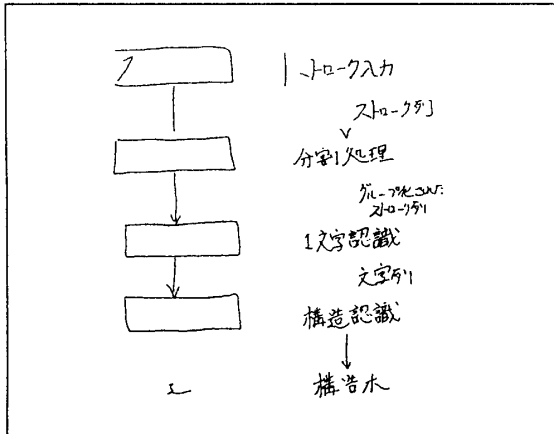 ストローク入力
ストローク列
分割処理
グループ化された
ストローク列
1文字認識
文字列
構造認識
構造木